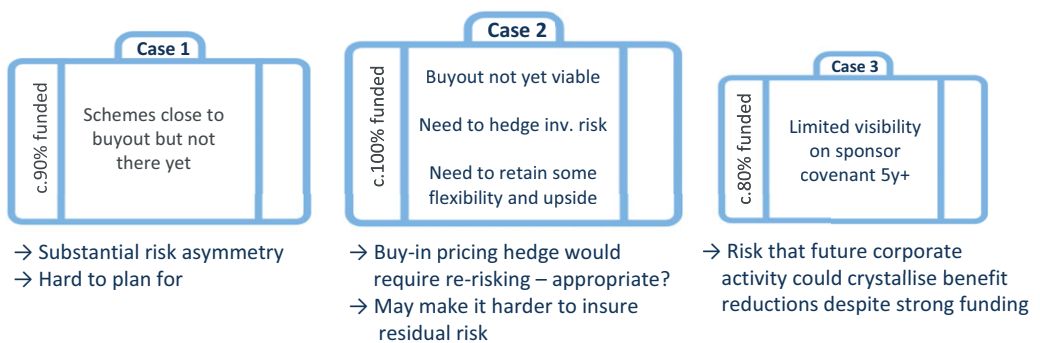 Case 1
c.90% funded
Schemes close to
buyout but not
there yet
→ Substantial risk asymmetry
→ Hard to plan for
Case 2
c.100% funded
Buyout not yet viable
Need to hedge inv. risk
Need to retain some
flexibility and upside
→ Buy-in pricing hedge would
require re-risking – appropriate?
→ May make it harder to insure
residual risk
Case 3
c.80% funded
Limited visibility
on sponsor
covenant 5y+
→ Risk that future corporate
activity could crystallise benefit
reductions despite strong funding